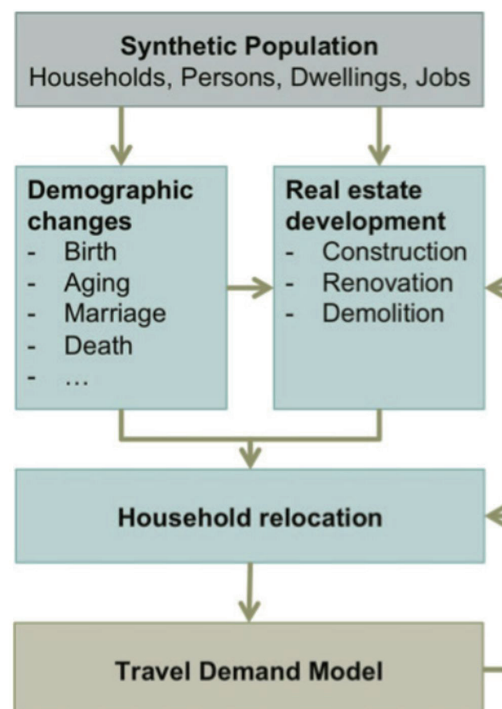 Synthetic Population
Households, Persons, Dwellings, Jobs
Demographic
changes
- Birth
- Aging
- Marriage
- Death
- …
Real estate
development
- Construction
- Renovation
- Demolition
Household relocation
Travel Demand Model